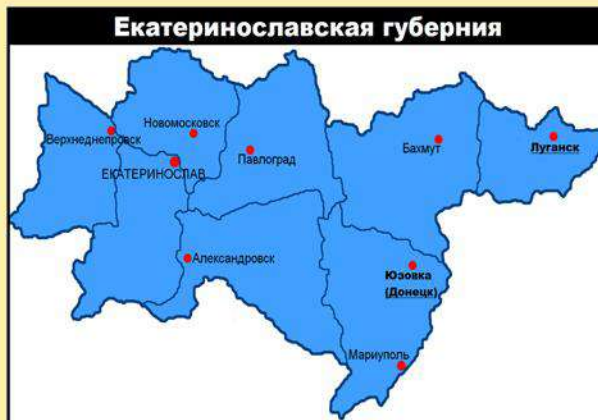 Екатеринославская губерния
Новомосковск
Верхнеднепровск
Павлоград
Бахмут
Луганск
ЕКАТЕРИНОСЛАВ
Александровск
Юзовка
(Донецк)
Мариуполь